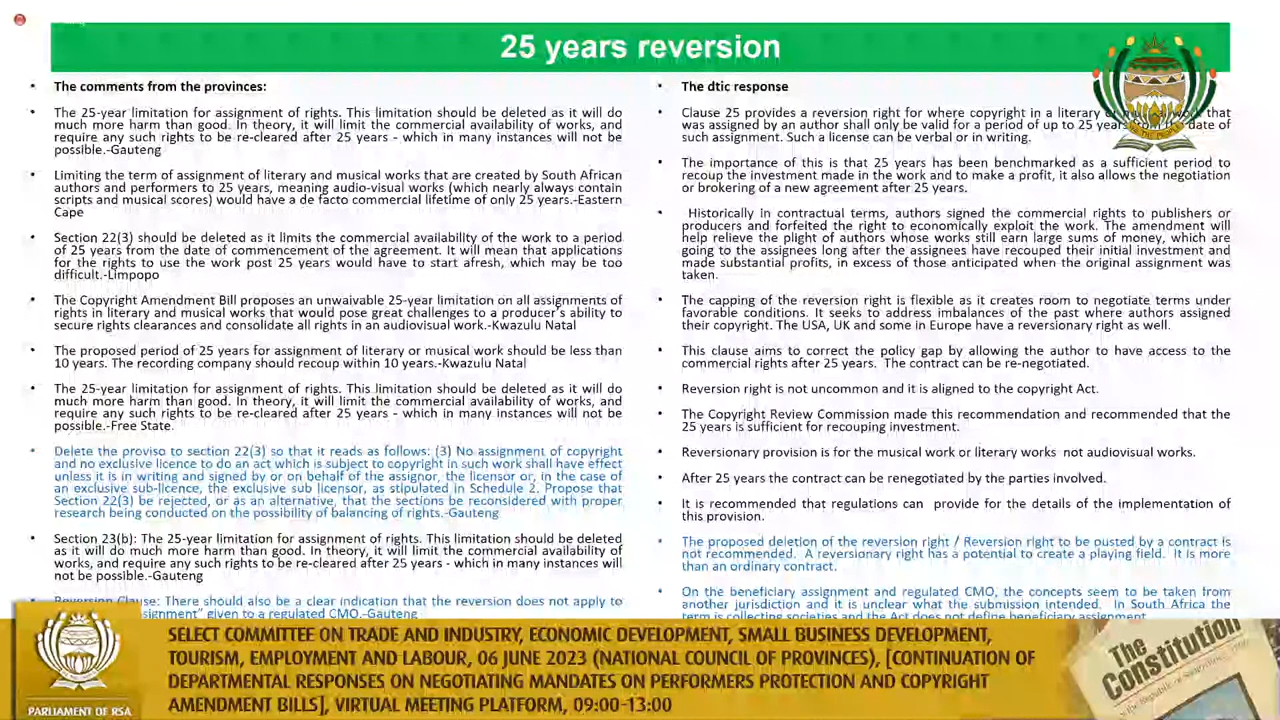 25 years reversion
• The comments from the provinces:
• The 25-year limitation for assignment of rights. This limitation should be deleted as it will do
much more harm than good. In theory, it will limit the commercial availability of works, and
require any such rights to be re-cleared after 25 years - which in many instances will not be
possible.-Gauteng
• Limiting the term of assignment of literary and musical works that are created by South African
authors and performers to 25 years, meaning audio-visual works (which nearly always contain
scripts and musical scores) would have a de facto commercial lifetime of only 25 years.-Eastern
Cape
• Section 22(3) should be deleted as it limits the commercial availability of the work to a period
of 25 years from the date of commencement of the agreement. It will mean that applications
for the rights to use the work post 25 years would have to start afresh, which may be too
difficult.-Limpopo
• The Copyright Amendment Bill proposes an unwaivable 25-year limitation on all assignments of
rights in literary and musical works that would pose great challenges to a producer's ability to
secure rights clearances and consolidate all rights in an audiovisual work.-Kwazulu Natal
• The proposed period of 25 years for assignment of literary or musical work should be less than
10 years. The recording company should recoup within 10 years.-Kwazulu Natal
• The 25-year limitation for assignment of rights. This limitation should be deleted as it will do
much more harm than good. In theory, it will limit the commercial availability of works, and
require any such rights to be re-cleared after 25 years - which in many instances will not be
possible.-Free State.
• Delete the proviso to section 22(3) so that it reads as follows: (3) No assignment of copyright
and no exclusive licence to do an act which is subject to copyright in such work shall have effect
unless it is in writing and signed by or on behalf of the assignor, the licensor or, in the case of
an exclusive sub-licence, the exclusive sub licensor, as stipulated in Schedule 2. Propose that
Section 22(3) be rejected, or as an alternative, that the sections be reconsidered with proper
research being conducted on the possibility of balancing of rights.-Gauteng
• Section 23(b): The 25-year limitation for assignment of rights. This limitation should be deleted
as it will do much more harm than good. In theory, it will limit the commercial availability of
works, and require any such rights to be re-cleared after 25 years - which in many instances will
not be possible.-Gauteng
• Reversion Clause: There should also be a clear indication that the reversion does not apply to
signment" given to a regulated CMO.-Gauteng
• The dtic response
• Clause 25 provides a reversion right for where copyright in a literary or musical work that
was assigned by an author shall only be valid for a period of up to 25 years from the date of
such assignment. Such a license can be verbal or in writing.
• The importance of this is that 25 years has been benchmarked as a sufficient period to
recoup the investment made in the work and to make a profit, it also allows the negotiation
or brokering of a new agreement after 25 years.
• Historically in contractual terms, authors signed the commercial rights to publishers or
producers and forfeited the right to economically exploit the work. The amendment will
help relieve the plight of authors whose works still earn large sums of money, which are
going to the assignees long after the assignees have recouped their initial investment and
made substantial profits, in excess of those anticipated when the original assignment was
taken.
• The capping of the reversion right is flexible as it creates room to negotiate terms under
favorable conditions. It seeks to address imbalances of the past where authors assigned
their copyright. The USA, UK and some in Europe have a reversionary right as well.
• This clause aims to correct the policy gap by allowing the author to have access to the
commercial rights after 25 years. The contract can be re-negotiated.
• Reversion right is not uncommon and it is aligned to the copyright Act.
• The Copyright Review Commission made this recommendation and recommended that the
25 years is sufficient for recouping investment.
• Reversionary provision is for the musical work or literary works not audiovisual works.
• After 25 years the contract can be renegotiated by the parties involved.
• It is recommended that regulations can provide for the details of the implementation of
this provision.
• The proposed deletion of the reversion right / Reversion right to be ousted by a contract is
not recommended. A reversionary right has a potential to create a playing field. It is more
than an ordinary contract.
• On the beneficiary assignment and regulated CMO, the concepts seem to be taken from
another jurisdiction and it is unclear what the submission intended. In South Africa the
term is collecting societies and the Act does not define beneficiary assignment.
SELECT COMMITTEE ON TRADE AND INDUSTRY, ECONOMIC DEVELOPMENT, SMALL BUSINESS DEVELOPMENT,
TOURISM, EMPLOYMENT AND LABOUR, 06 JUNE 2023 (NATIONAL COUNCIL OF PROVINCES), [CONTINUATION OF
DEPARTMENTAL RESPONSES ON NEGOTIATING MANDATES ON PERFORMERS PROTECTION AND COPYRIGHT
AMENDMENT BILLS], VIRTUAL MEETING PLATFORM, 09:00-13:00
PARLIAMENT OF RSA
The
Constitution